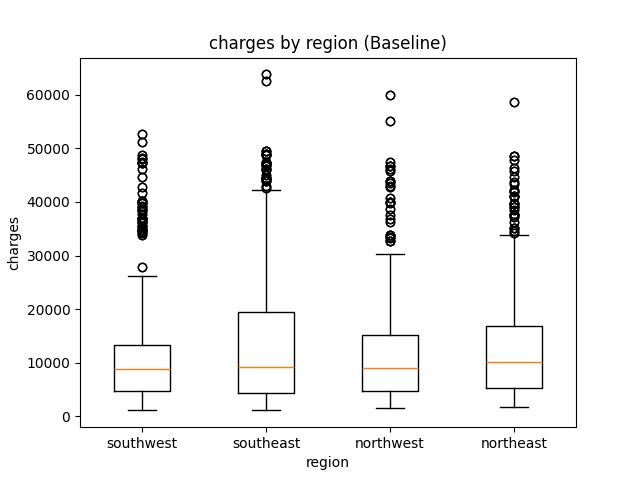 charges by region (Baseline)
charges
60000
50000
40000
30000
20000
10000
0
southwest southeast northwest northeast
region